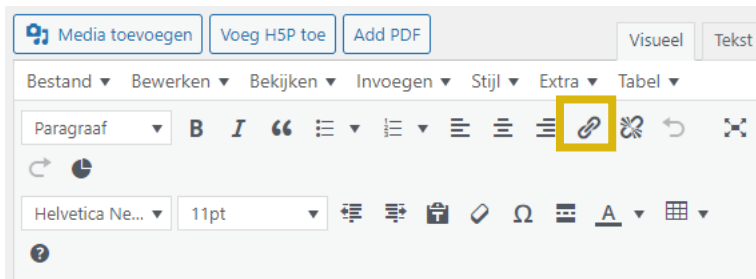 Media toevoegen Voeg H5P toe Add PDF Visueel Tekst
Bestand Bewerken Bekijken Invoegen Stijl Extra Tabel
Paragraaf B I
Helvetica Ne... 11pt Ω A